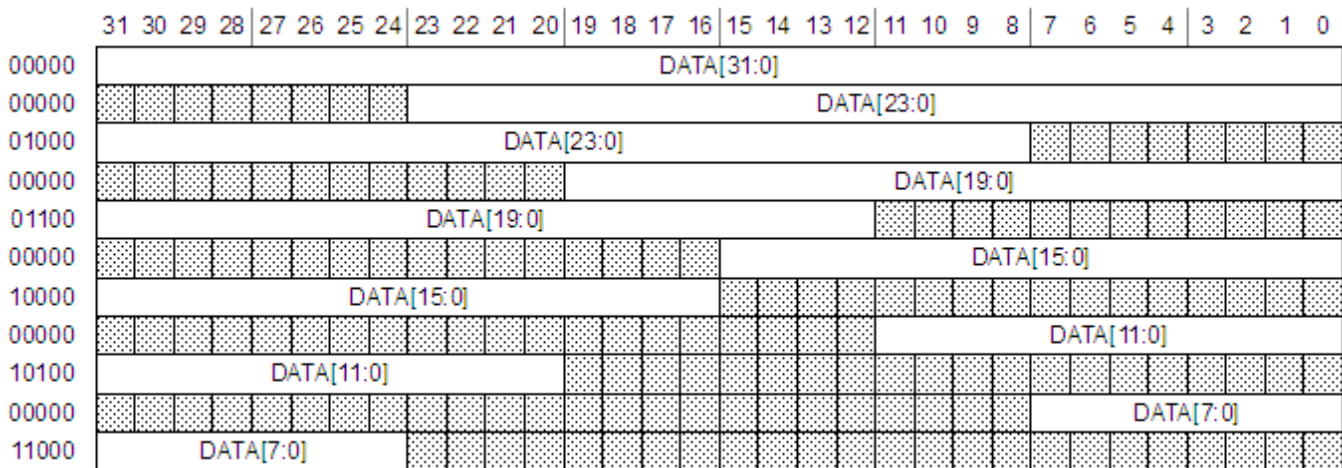 31 30 29 28 27 26 25 24 23 22 21 20 19 18 17 16 15 14 13 12 11 10 9 8 7 6 5 4 3 2 1 0
00000 DATA[31:0]
00000 DATA[23:0]
01000 DATA[23:0]
00000 DATA[19:0]
01100 DATA[19:0]
00000 DATA[15:0]
10000 DATA[15:0]
00000 DATA[11:0]
10100 DATA[11:0]
00000 DATA[7:0]
11000 DATA[7:0]